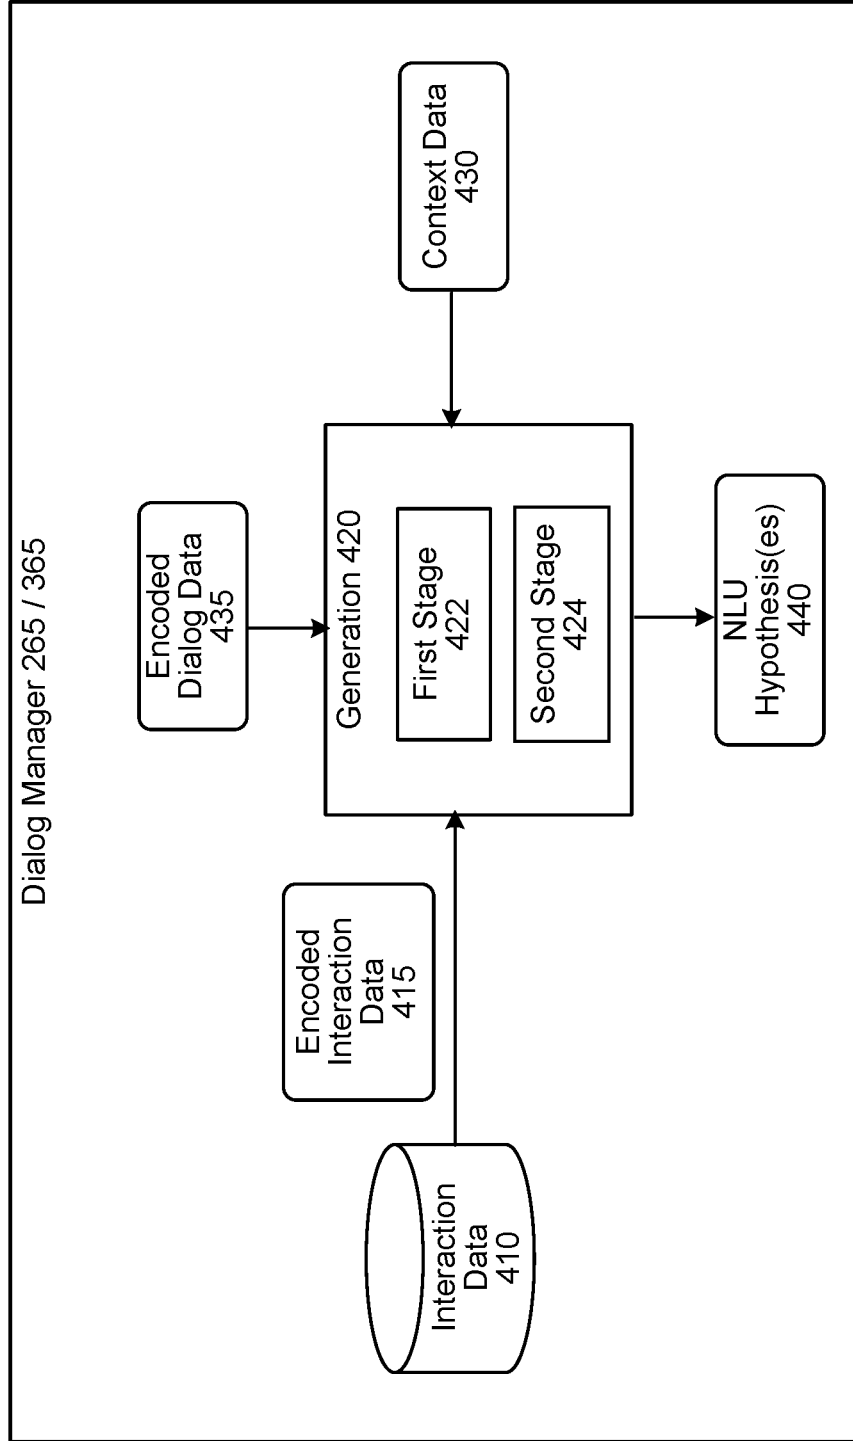 Dialog Manager 265 / 365
Encoded
Dialog Data
435
Encoded
Interaction
Data
415
Interaction
Data
410
Generation 420
First Stage
422
Second Stage
424
Context Data
430
NLU
Hypothesis(es)
440